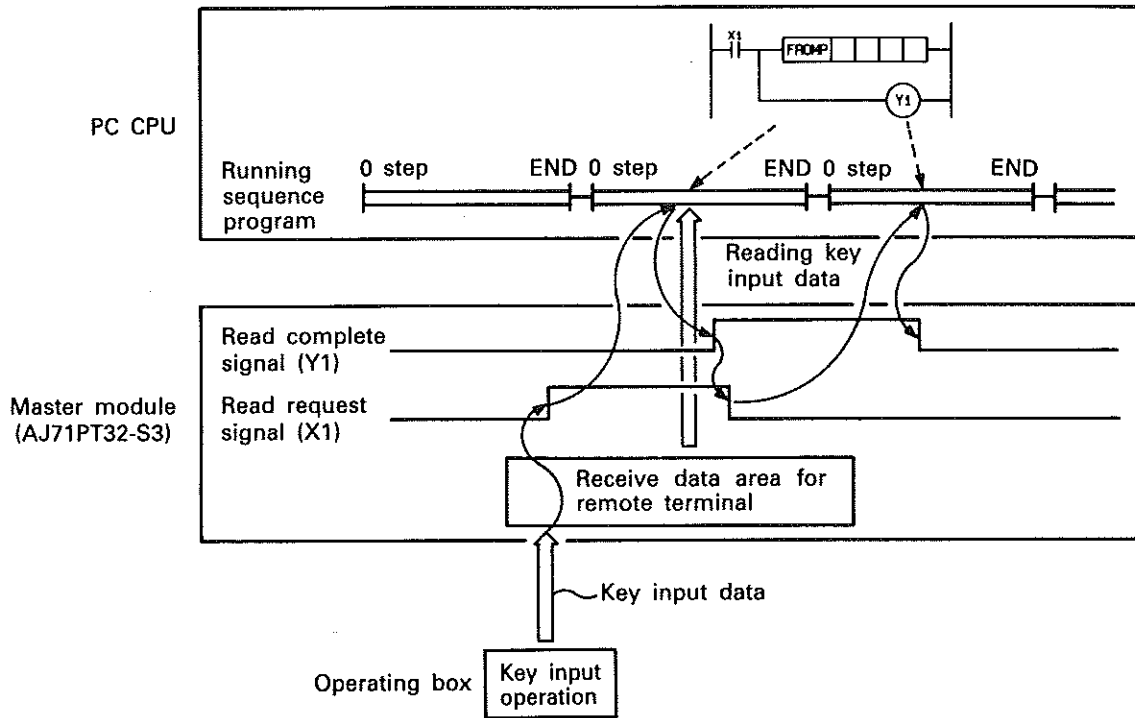 X1
FROMP
Y1
PC CPU
Running
sequence
program
0 step
END
0 step
END
0 step
END
Reading key
input data
Master module
(AJ71PT32-S3)
Read complete
signal (Y1)
Read request
signal (X1)
Receive data area for
remote terminal
Key input data
Operating box
Key input
operation